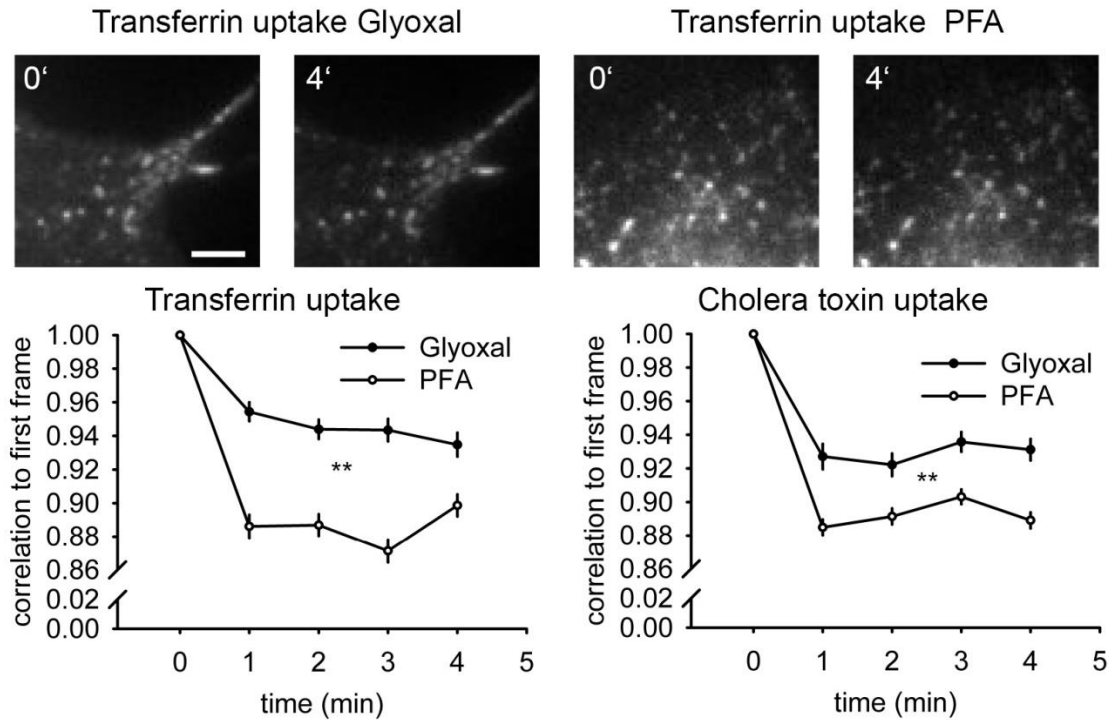 Transferrin uptake Glyoxal
Transferrin uptake PFA
0‘
4‘
0‘
4‘
Transferrin uptake
correlation to first frame
1.00
0.98
0.96
0.94
0.92
0.90
0.88
0.86
0.02
0.00
Glyoxal
PFA
**
0 1 2 3 4 5
time (min)
Cholera toxin uptake
correlation to first frame
1.00
0.98
0.96
0.94
0.92
0.90
0.88
0.86
0.02
0.00
Glyoxal
PFA
**
0 1 2 3 4 5
time (min)